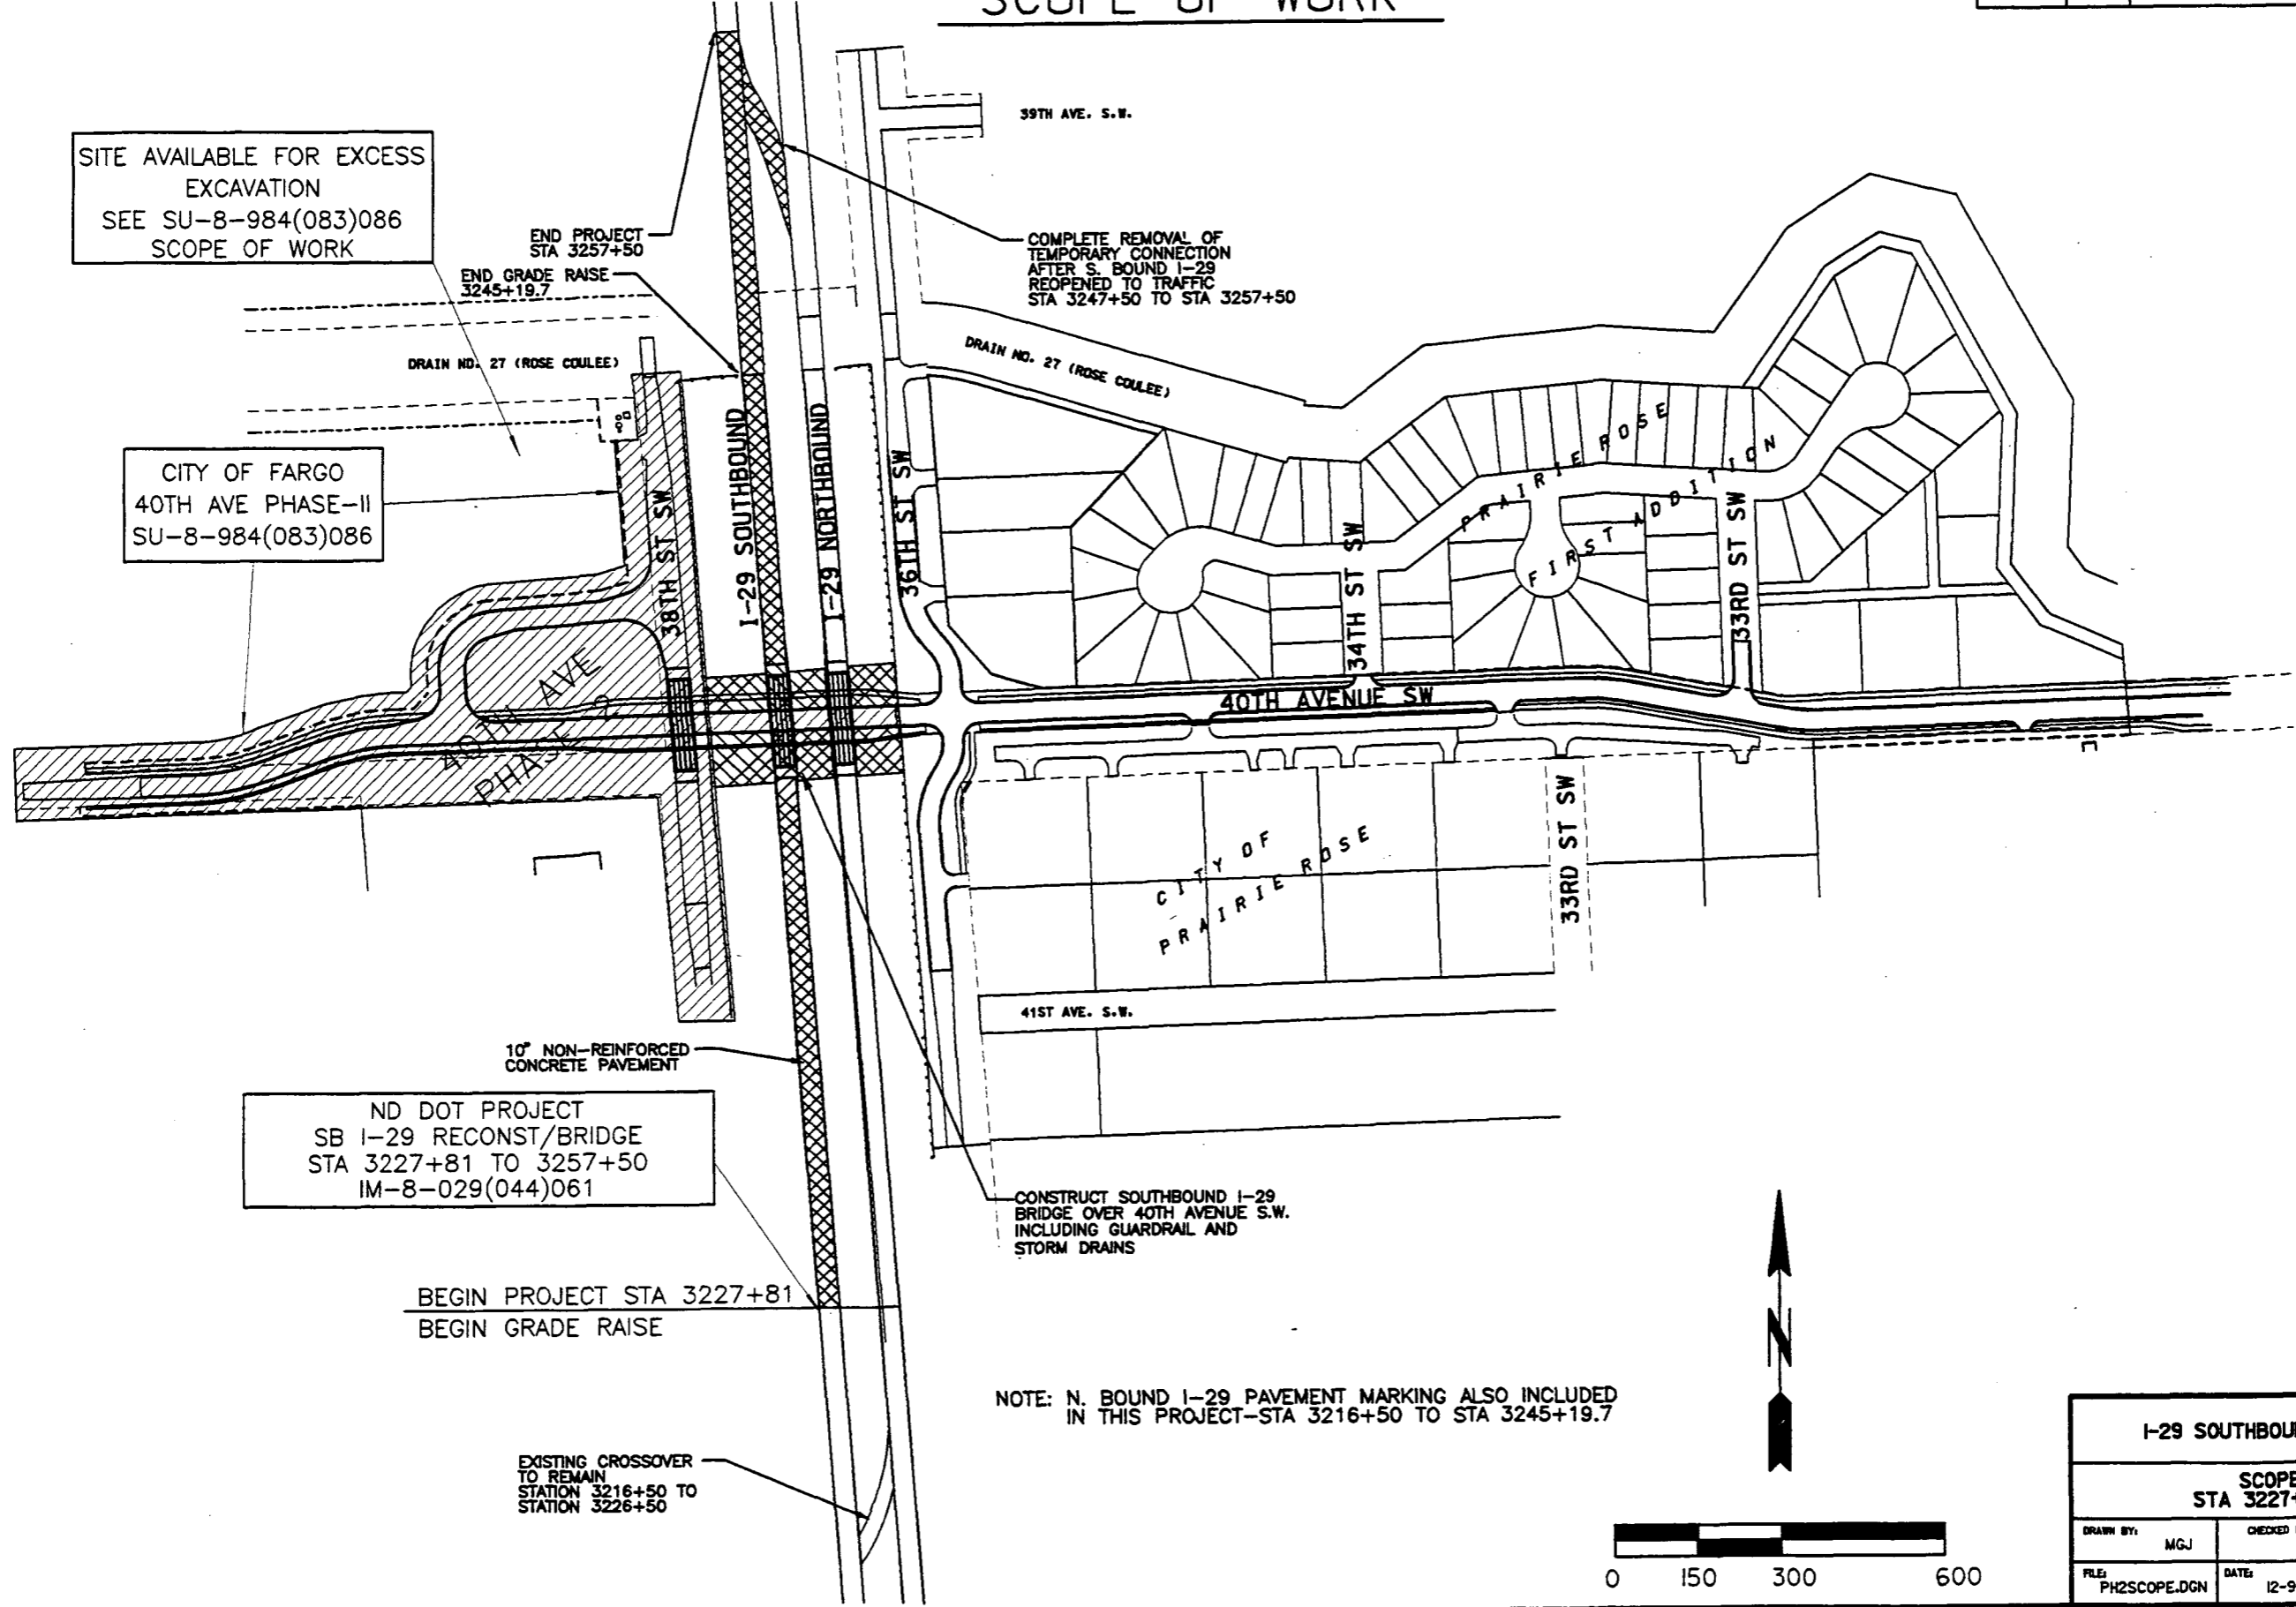 SCOPE OF WORK
39TH AVE. S.W.
SITE AVAILABLE FOR EXCESS
EXCAVATION
SEE SU-8-984(083)086
SCOPE OF WORK
END PROJECT
STA 3257+50
END GRADE RAISE
3245+19.7
COMPLETE REMOVAL OF
TEMPORARY CONNECTION
AFTER S. BOUND I-29
REOPENED TO TRAFFIC
STA 3247+50 TO STA 3257+50
DRAIN NO. 27 (ROSE COULEE)
DRAIN NO. 27 (ROSE COULEE)
CITY OF FARGO
40TH AVE PHASE-II
SU-8-984(083)086
38TH ST SW
I-29 SOUTHBOUND
I-29 NORTHBOUND
36TH ST SW
PRAIRIE ROSE
FIRST ADDITION
34TH ST SW
33RD ST SW
40TH AVE
PHASE 2
40TH AVENUE SW
33RD ST SW
CITY OF
PRAIRIE ROSE
41ST AVE. S.W.
10" NON-REINFORCED
CONCRETE PAVEMENT
ND DOT PROJECT
SB I-29 RECONST/BRIDGE
STA 3227+81 TO 3257+50
IM-8-029(044)061
CONSTRUCT SOUTHBOUND I-29
BRIDGE OVER 40TH AVENUE S.W.
INCLUDING GUARDRAIL AND
STORM DRAINS
BEGIN PROJECT STA 3227+81
BEGIN GRADE RAISE
N
NOTE: N. BOUND I-29 PAVEMENT MARKING ALSO INCLUDED
IN THIS PROJECT-STA 3216+50 TO STA 3245+19.7
EXISTING CROSSOVER
TO REMAIN
STATION 3216+50 TO
STATION 3226+50
0 150 300 600
I-29 SOUTHBOU
SCOPE
STA 3227+
DRAWN BY: MGJ
CHECKED
FILE: PH2SCOPE.DGN
DATE: 12-9